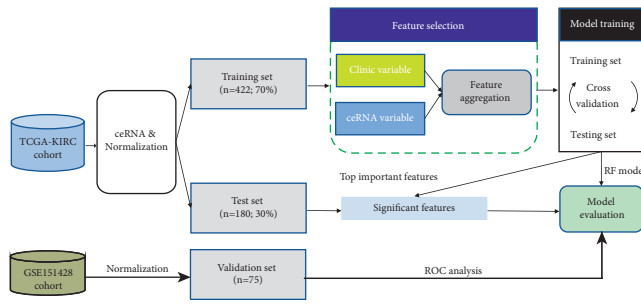 Feature selection
Model training
Training set
(n=422; 70%)
Clinic variable
ceRNA variable
Feature
aggregation
Training set
Cross
validation
Testing set
TCGA-KIRC
cohort
ceRNA &
Normalization
Top important features
RF model
Test set
(n=180; 30%)
Significant features
Model
evaluation
GSE151428
cohort
Normalization
Validation set
(n=75)
ROC analysis